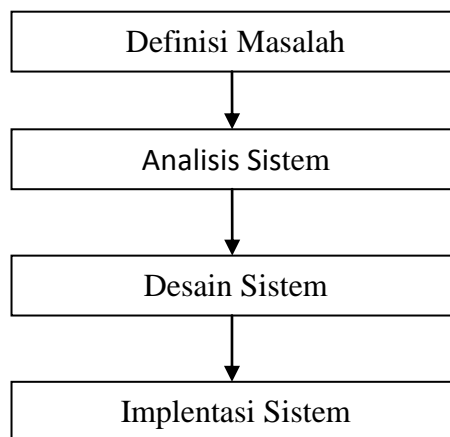 Definisi Masalah
Analisis Sistem
Desain Sistem
Implentasi Sistem